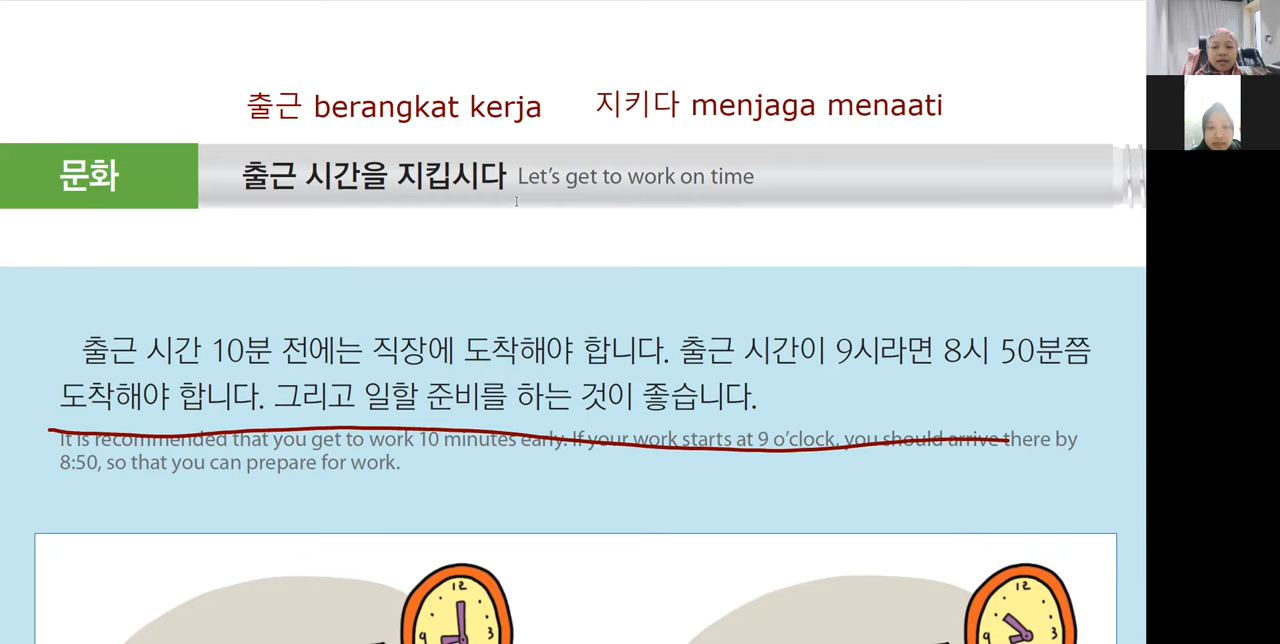 출근 berangkat kerja 지키다 menjaga menaati
문화 출근 시간을 지킵시다 Let's get to work on time
출근 시간 10분 전에는 직장에 도착해야 합니다. 출근 시간이 9시라면 8시 50분쯤
도착해야 합니다. 그리고 일할 준비를 하는 것이 좋습니다.
It is recommended that you get to work 10 minutes early. If your work starts at 9 o'clock, you should arrive there by
8:50, so that you can prepare for work.
12 12
9 3 3